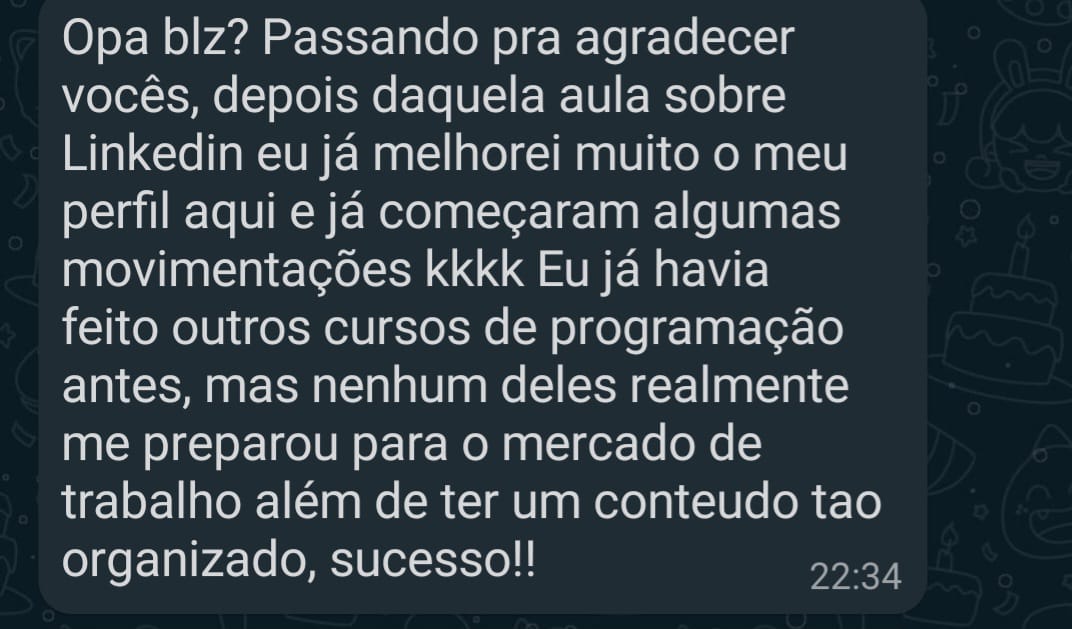 Opa blz? Passando pra agradecer
vocês, depois daquela aula sobre
Linkedin eu já melhorei muito o meu
perfil aqui e já começaram algumas
movimentações kkkk Eu já havia
feito outros cursos de programação
antes, mas nenhum deles realmente
me preparou para o mercado de
trabalho além de ter um conteudo tao
organizado, sucesso!!
22:34